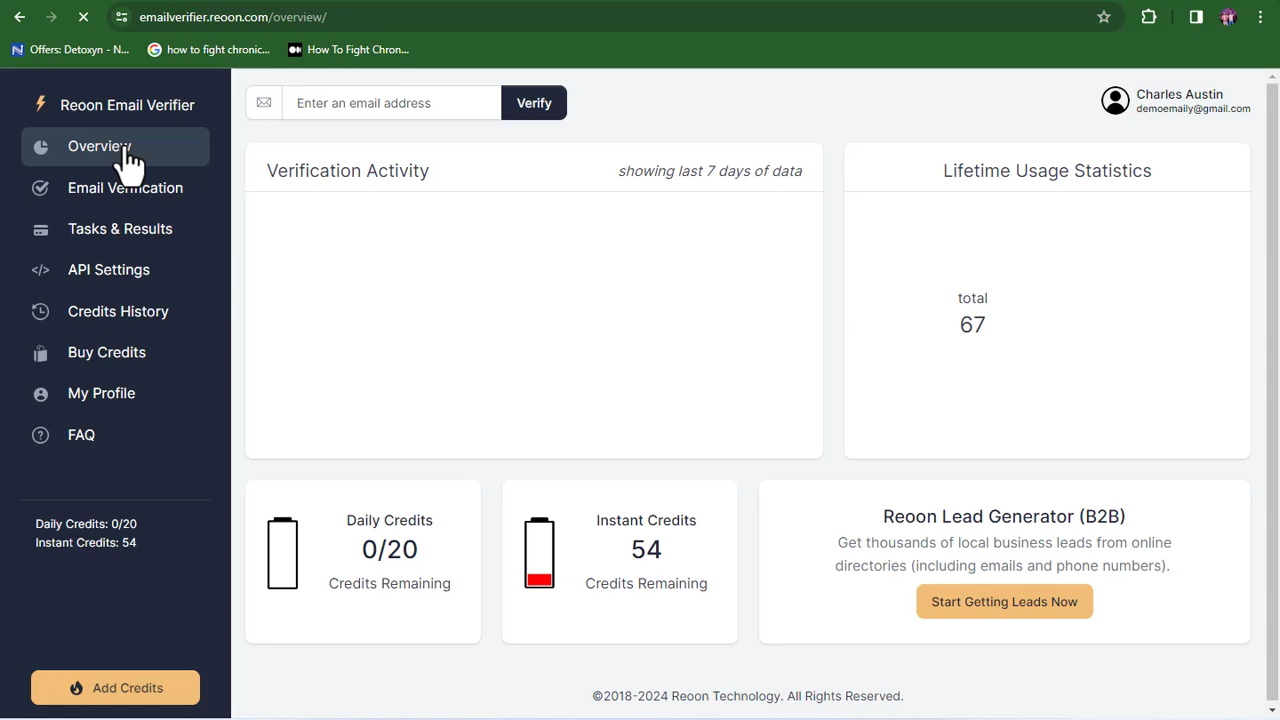 emailverifier.reoon.com/overview/
Offers: Detoxyn - N...
how to fight chronic...
How To Fight Chron...
Reoon Email Verifier
Overview
Email Verification
Tasks & Results
API Settings
Credits History
Buy Credits
My Profile
FAQ
Daily Credits: 0/20
Instant Credits: 54
Add Credits
Enter an email address
Verify
Charles Austin
demoemaily@gmail.com
Verification Activity
showing last 7 days of data
Lifetime Usage Statistics
total
67
Daily Credits
0/20
Credits Remaining
Instant Credits
54
Credits Remaining
Reoon Lead Generator (B2B)
Get thousands of local business leads from online
directories (including emails and phone numbers).
Start Getting Leads Now
©2018-2024 Reoon Technology. All Rights Reserved.